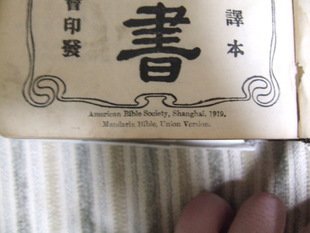 譯本
書
會印發
American Bible Society, Shanghai. 1919.
Mandarin Bible, Union Version.